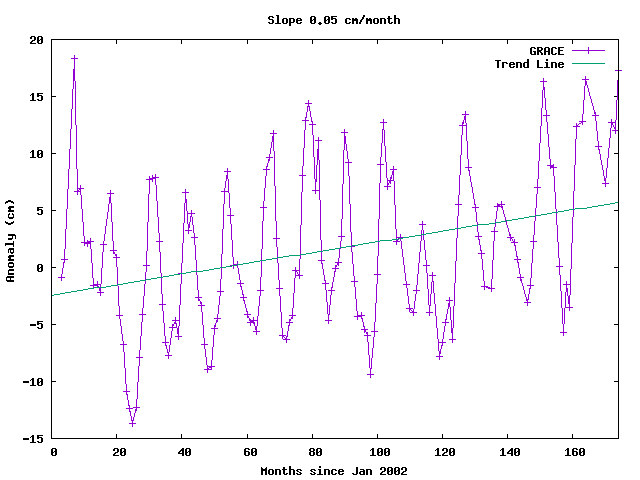 Slope 0.05 cm/month
GRACE
Trend Line
Anomaly (cm)
20
15
10
5
0
-5
-10
-15
0 20 40 60 80 100 120 140 160
Months since Jan 2002